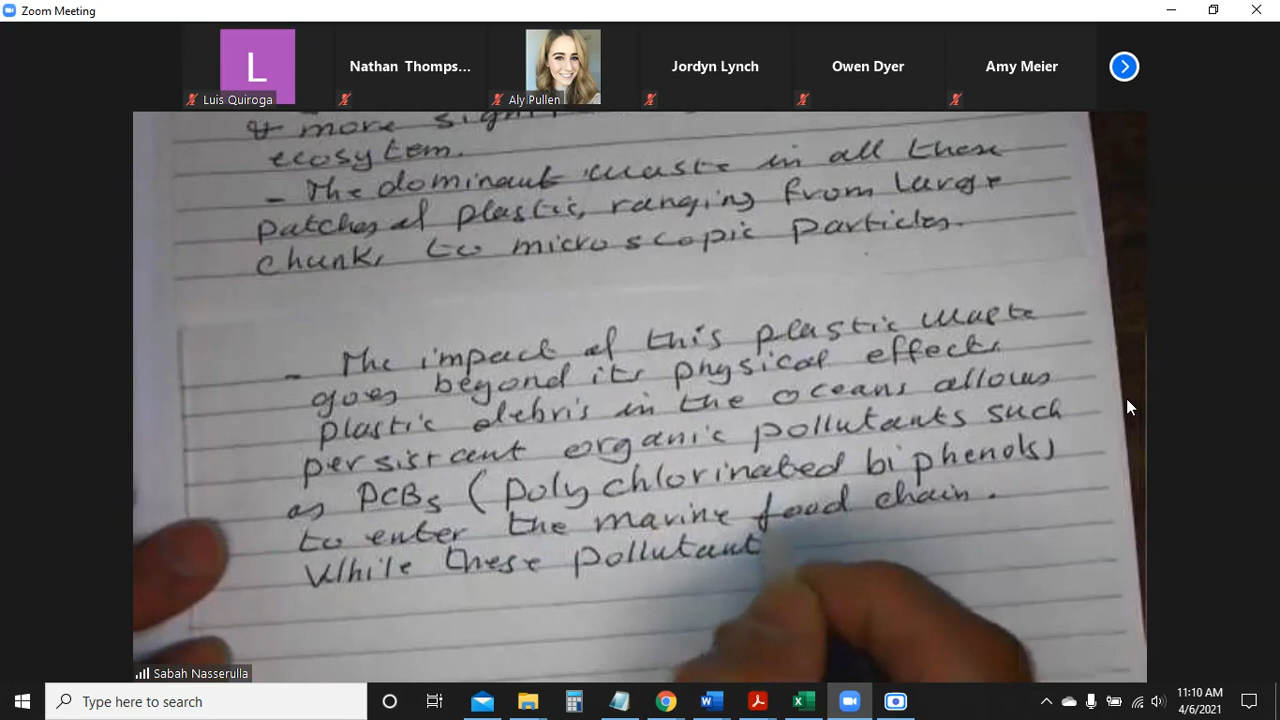 Zoom Meeting
L
Luis Quiroga
Nathan Thomps...
Aly Pullen
Jordyn Lynch
Owen Dyer
Amy Meier
& more
ecosytem.
- The dominant waste in all these
patches of plastic, ranging from large
chunks to microscopic particles.
- The impact of this plastic waste
goes beyond its physical effects
plastic debris in the oceans allows
persistant organic pollutants such
as PCBs (Polychlorinated biphenols)
to enter the marine food chain.
While these pollutant
Sabah Nasserulla
Type here to search
11:10 AM
4/6/2021